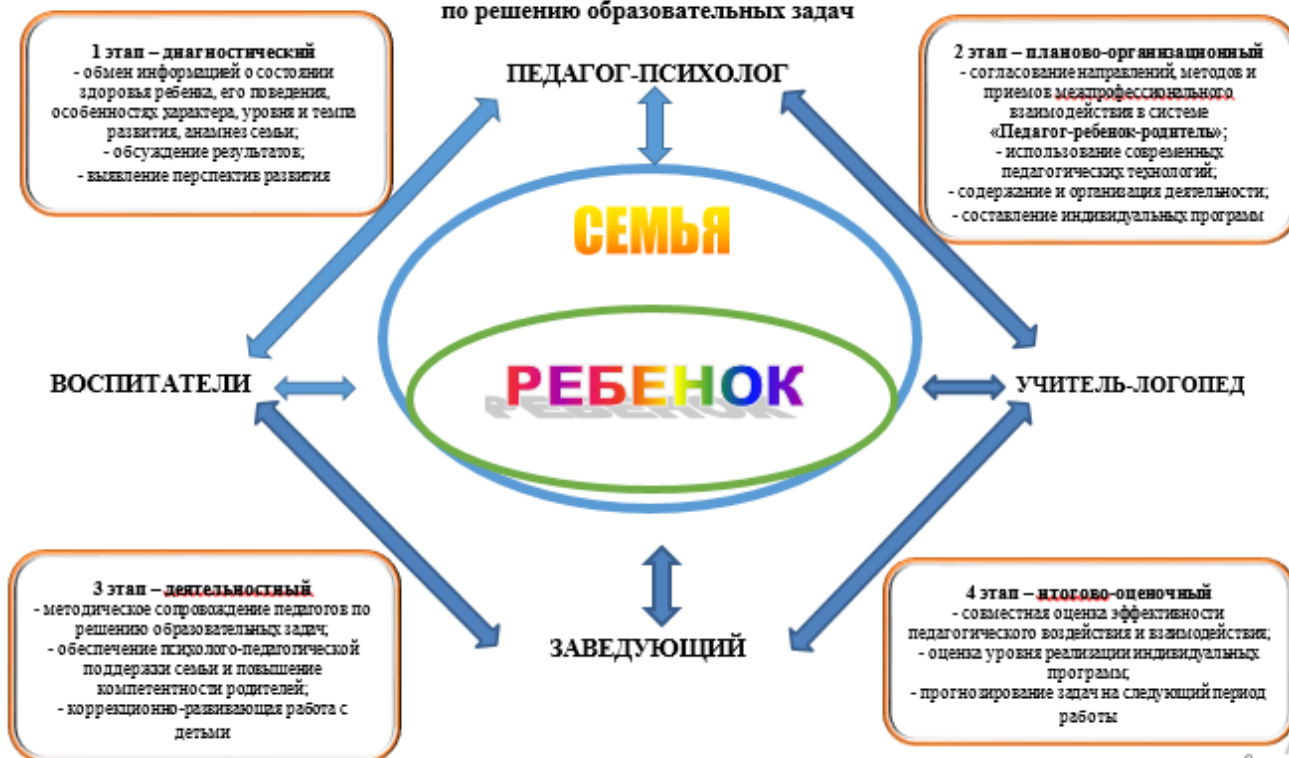 по решению образовательных задач
1 этап – диагностический
- обмен информацией о состоянии
здоровья ребенка, его поведения,
особенностях характера, уровня и темпа
развития, анамнез семьи;
- обсуждение результатов;
- выявление перспектив развития
ПЕДАГОГ-ПСИХОЛОГ
2 этап – планово-организационный
- согласование направлений, методов и
приемов межпрофессионального
взаимодействия в системе
«Педагог-ребенок-родитель»;
- использование современных
педагогических технологий;
- содержание и организация деятельности;
- составление индивидуальных программ
СЕМЬЯ
РЕБЕНОК
ВОСПИТАТЕЛИ
УЧИТЕЛЬ-ЛОГОПЕД
3 этап – деятельностный
- методическое сопровождение педагогов по
решению образовательных задач;
- обеспечение психолого-педагогической
поддержки семьи и повышение
компетентности родителей;
- коррекционно-развивающая работа с
детьми
ЗАВЕДУЮЩИЙ
4 этап – итогово-оценочный
- совместная оценка эффективности
педагогического воздействия и взаимодействия;
- оценка уровня реализации индивидуальных
программ;
- прогнозирование задач на следующий период
работы